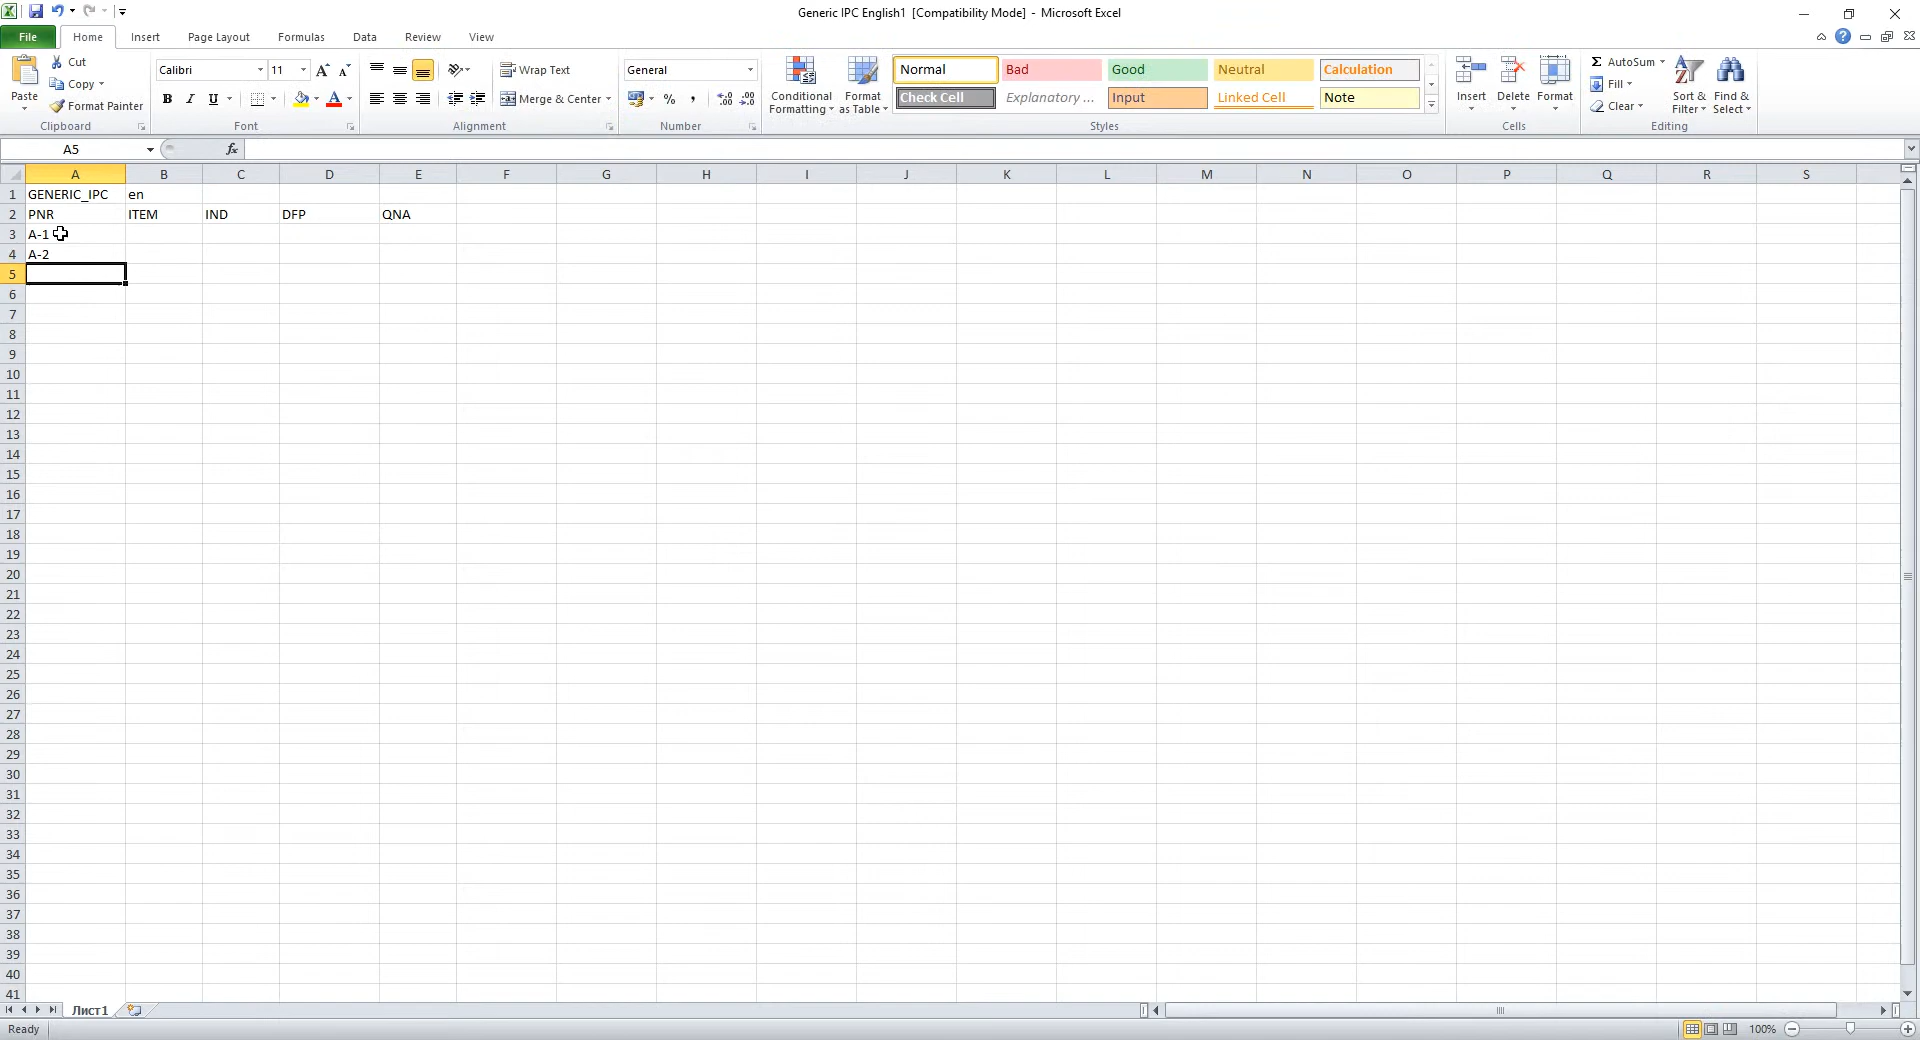 Generic IPC English1 [Compatibility Mode] - Microsoft Excel
File Home Insert Page Layout Formulas Data Review View
Paste
Cut
Copy
Format Painter
Clipboard
Calibri 11
B I U
Font
Wrap Text
Merge & Center
Alignment
General
Number
Conditional Formatting
Format as Table
Normal Bad Good Neutral Calculation
Check Cell Explanatory ... Input Linked Cell Note
Styles
Insert Delete Format
Cells
Σ AutoSum
Fill
Clear
Sort & Filter
Find & Select
Editing
A5 fx
A B C D E F G H I J K L M N O P Q R S
1 GENERIC_IPC en
2 PNR ITEM IND DFP QNA
3 A-1
4 A-2
5
6
7
8
9
10
11
12
13
14
15
16
17
18
19
20
21
22
23
24
25
26
27
28
29
30
31
32
33
34
35
36
37
38
39
40
41
Лист1
Ready 100%